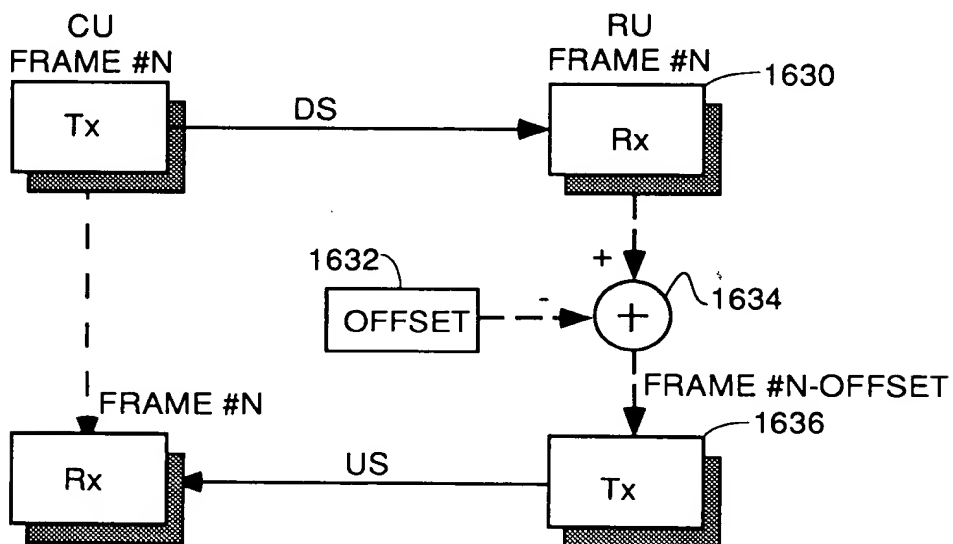 CU
FRAME #N
RU
FRAME #N
1630
Tx
DS
Rx
1632
+
-
1634
OFFSET
+
FRAME #N-OFFSET
FRAME #N
1636
Rx
US
Tx